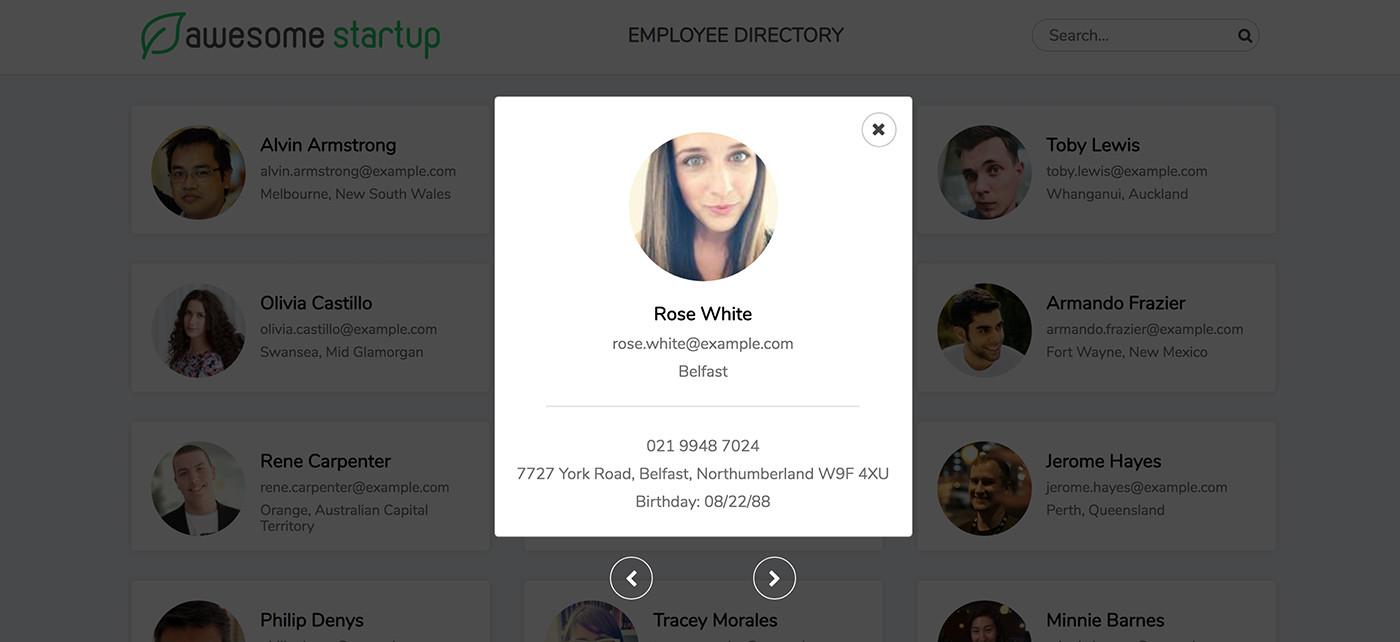 awesome startup
EMPLOYEE DIRECTORY
Search...
Alvin Armstrong
alvin.armstrong@example.com
Melbourne, New South Wales
Toby Lewis
toby.lewis@example.com
Whanganui, Auckland
Olivia Castillo
olivia.castillo@example.com
Swansea, Mid Glamorgan
Rose White
rose.white@example.com
Belfast
021 9948 7024
7727 York Road, Belfast, Northumberland W9F 4XU
Birthday: 08/22/88
Armando Frazier
armando.frazier@example.com
Fort Wayne, New Mexico
Rene Carpenter
rene.carpenter@example.com
Orange, Australian Capital
Territory
Jerome Hayes
jerome.hayes@example.com
Perth, Queensland
Philip Denys
Tracey Morales
Minnie Barnes